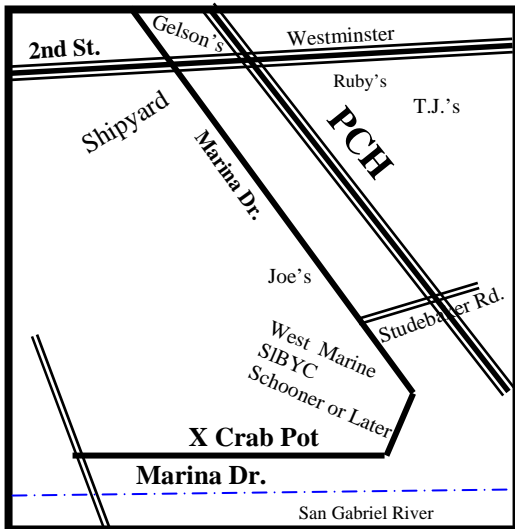 Gelson's
Westminster
2nd St.
Ruby's
T.J.'s
Shipyard
PCH
Marina Dr.
Joe's
Studebaker Rd.
West Marine
SlBYC
Schooner or Later
X Crab Pot
Marina Dr.
San Gabriel River